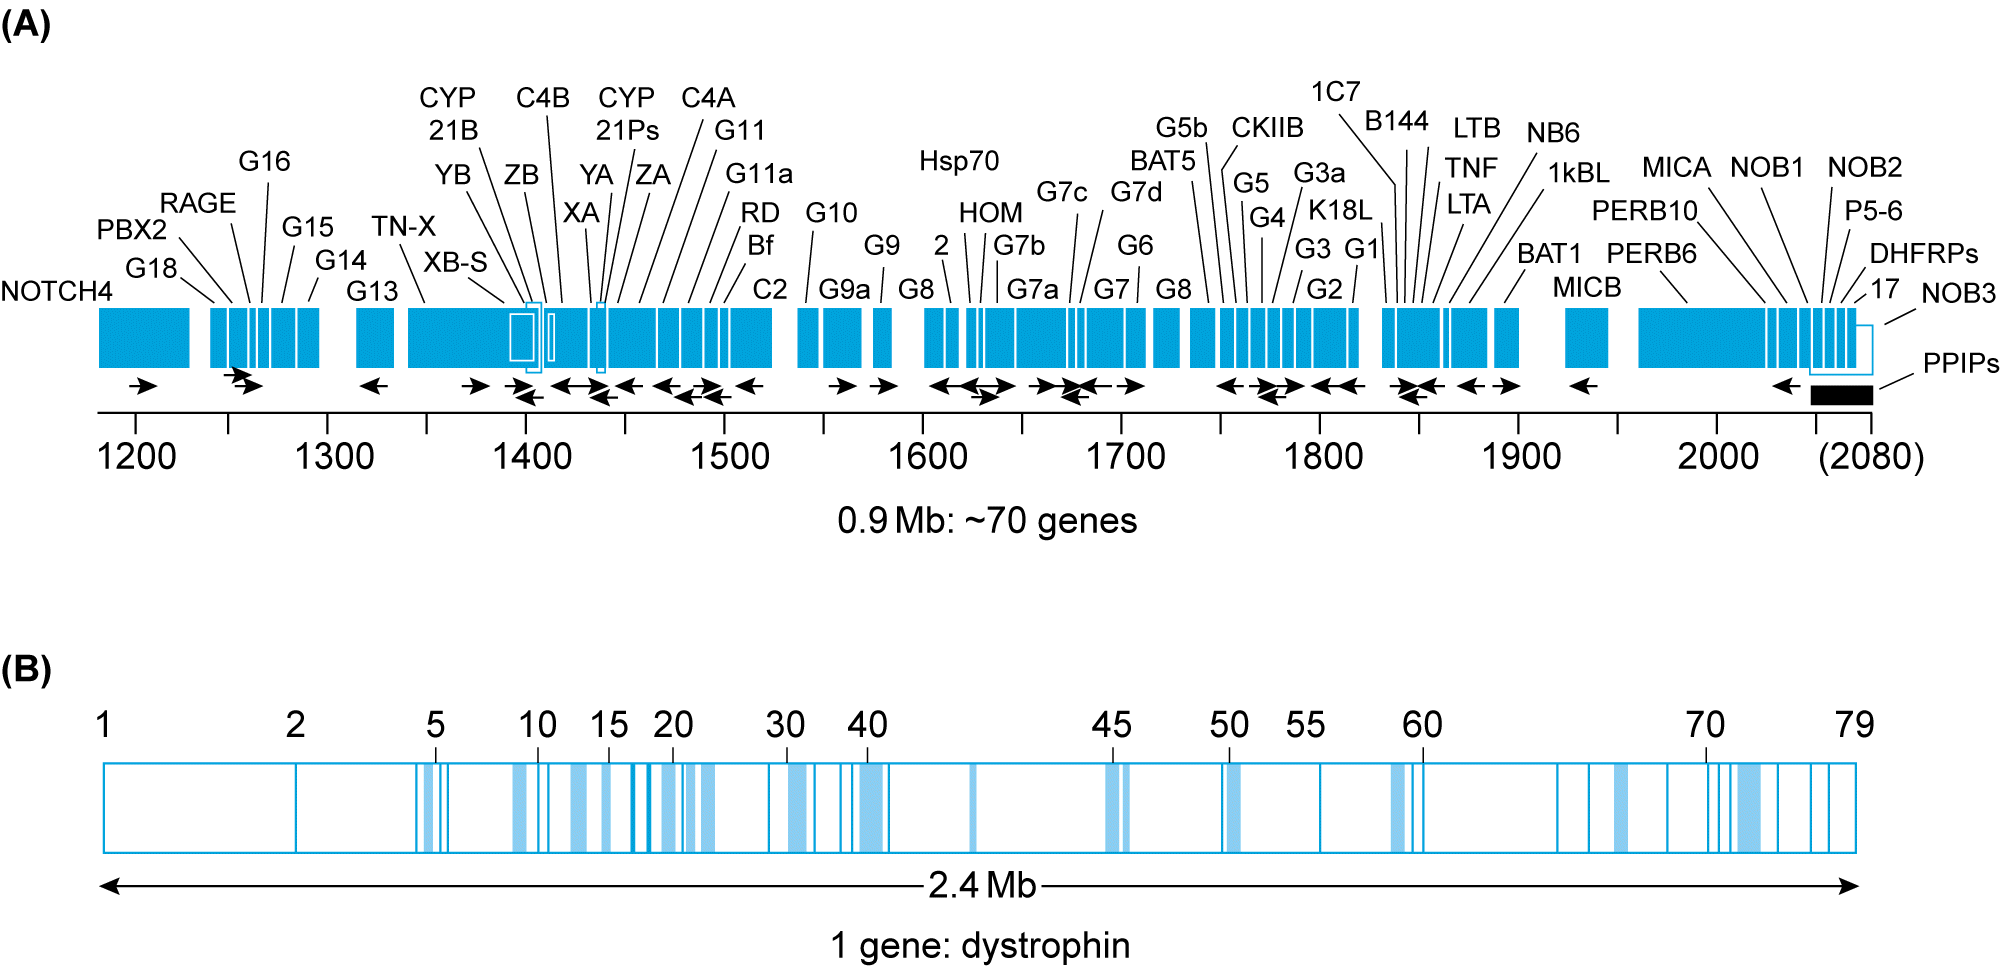 (A)
CYP C4B CYP C4A 1C7
21B 21Ps G11 G5b CKIIB B144 LTB NB6
G16 YB ZB YA ZA G11a Hsp70 BAT5 G3a TNF 1kBL MICA NOB1 NOB2
RAGE XA RD G10 HOM G7c G7d G5 K18L LTA PERB10 P5-6
PBX2 G15 TN-X Bf G9 2 G7b G6 G4 G3 G1 BAT1 PERB6 DHFRPs
G18 G14 XB-S
NOTCH4 G13 C2 G9a G8 G7a G7 G8 G2 MICB 17 NOB3
PPIPs
1200 1300 1400 1500 1600 1700 1800 1900 2000 (2080)
0.9 Mb: ~70 genes
(B)
1 2 5 10 15 20 30 40 45 50 55 60 70 79
2.4 Mb
1 gene: dystrophin